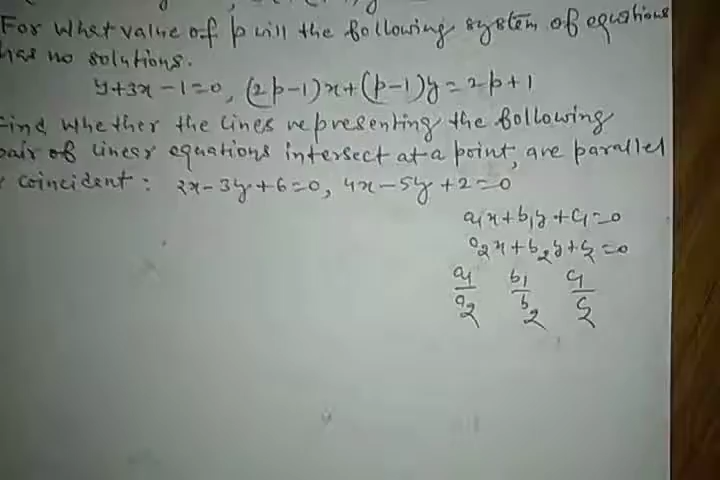 For what value of p will the following system of equations
has no solutions.
y+3x-1=0, (2p-1)x+(p-1)y=2p+1
Find whether the lines representing the following
pair of linear equations intersect at a point, are parallel
coincident: 2x-3y+6=0, 4x-5y+2=0
a₁x+b₁y+c₁=0
a₂x+b₂y+c₂=0
a₁/a₂ b₁/b₂ c₁/c₂